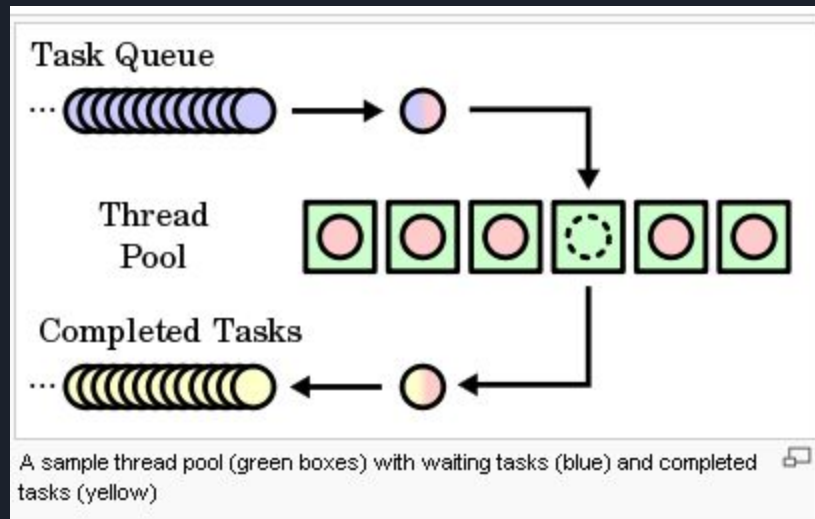 Task Queue
...
Thread
Pool
Completed Tasks
...
A sample thread pool (green boxes) with waiting tasks (blue) and completed
tasks (yellow)